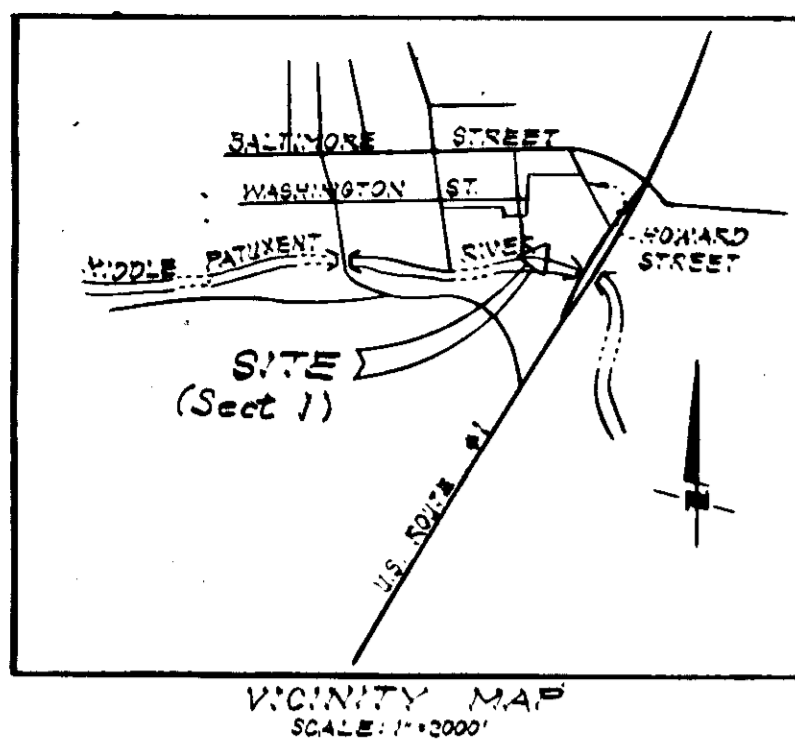 BALTIMORE STREET
WASHINGTON ST.
MIDDLE PATUXENT RIVER
HOWARD
STREET
SITE
(Sect 1)
N
U.S. ROUTE #1
VICINITY MAP
SCALE: 1"=2000'